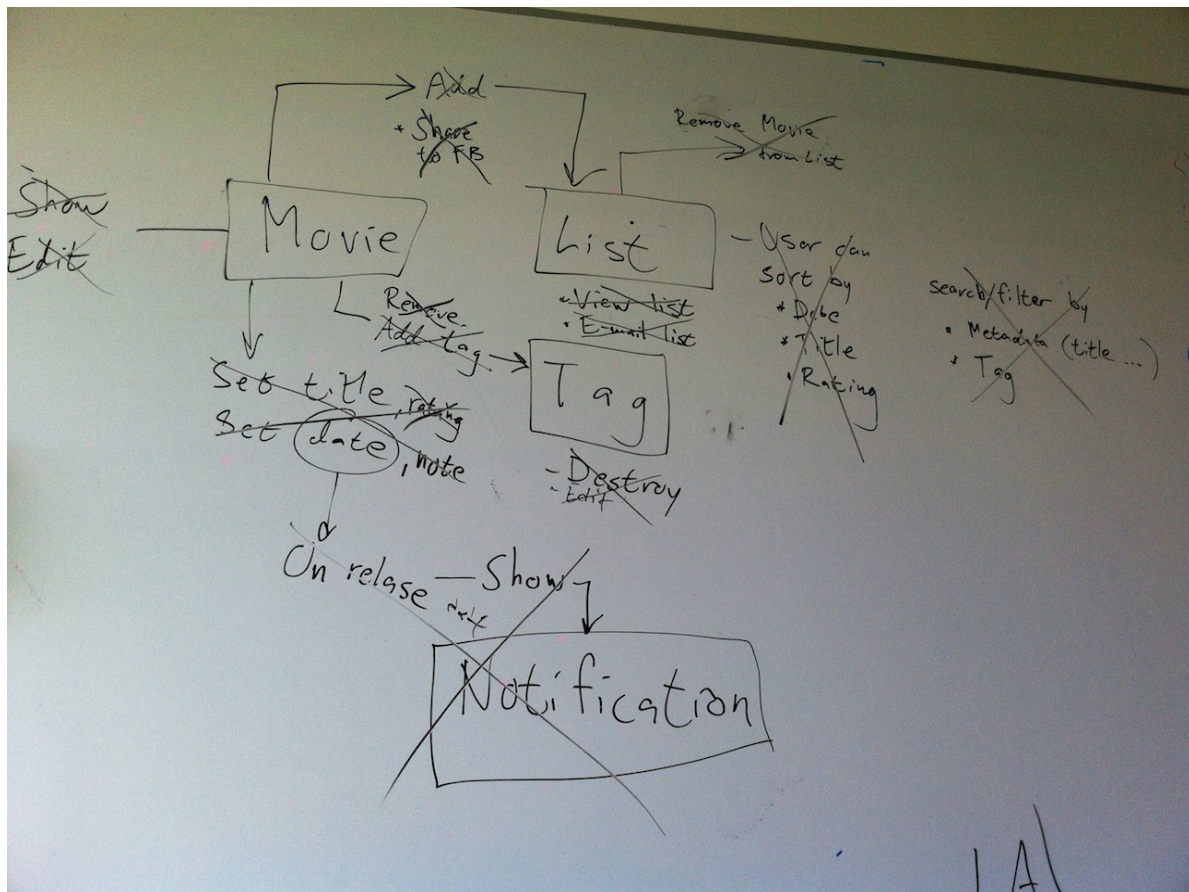 Add
* Share
to FB
Remove Movie
from List
Show
Edit
Movie
List
- User can
sort by
* Date
* Title
* Rating
search/filter by
* Metadata (title ...)
* Tag
* View list
* E-mail list
Remove
Add tag
Tag
- Destroy
- Edit
Set title, rating
Set date, note
On relase — Show
date
Notification